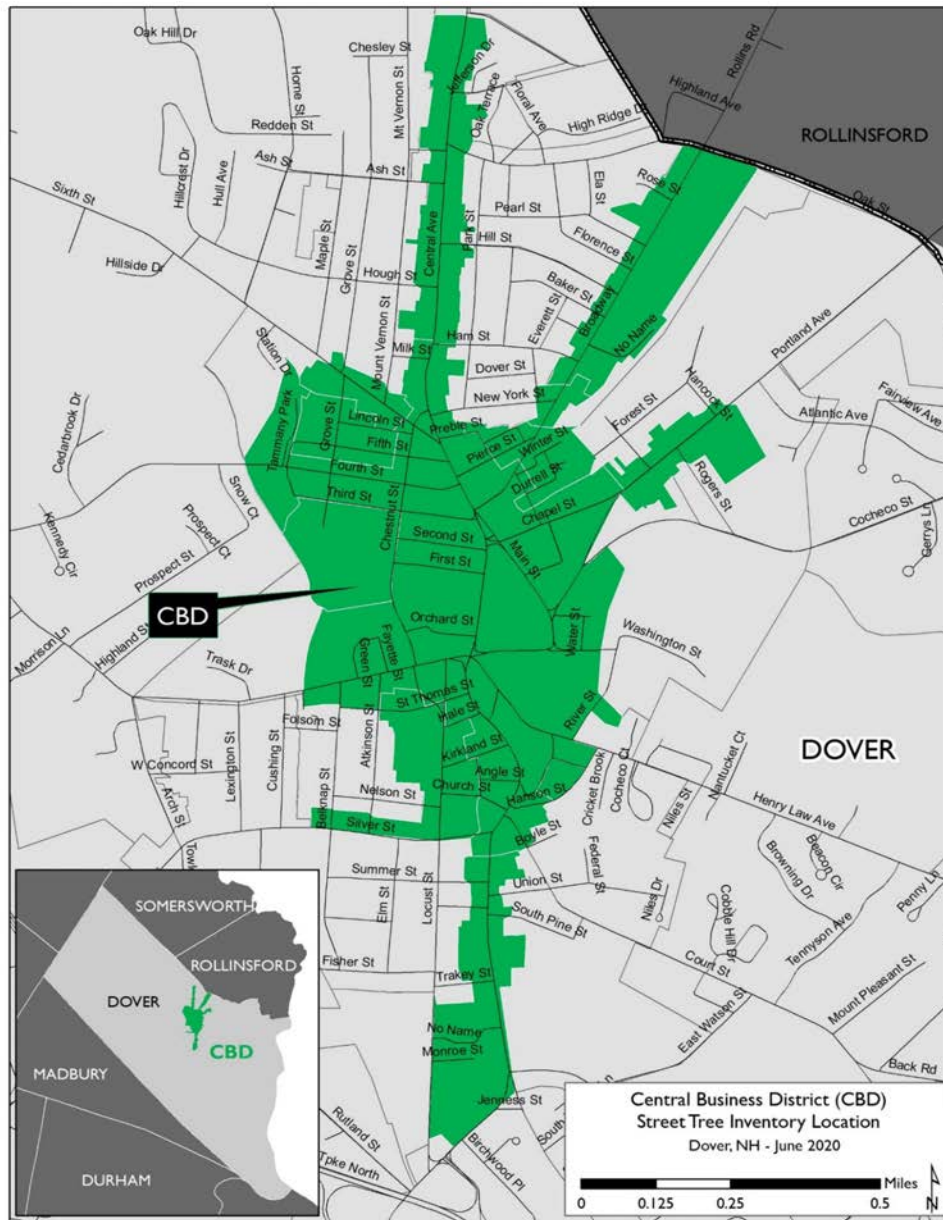 Oak Hill Dr
Chesley St
Jefferson Dr
Rollins Rd
Highland Ave
Home St
Mt Vernon St
Oak Terrace
Floral Ave
High Ridge D
ROLLINSFORD
Redden St
Ash St
Ash St
Hillcrest Dr
Hull Ave
Sixth St
Rose St
Oak St
Ela St
Pearl St
Park St
Hill St
Florence St
Maple St
Grove St
Central Ave
Hillside Dr
Hough St
Baker St
Everett St
Broadway
No Name
Portland Ave
Mount Vernon St
Milk St
Ham St
Station Dr
Dover St
New York St
Hancock St
Forest St
Atlantic Ave
Fairview Ave
Cedarbrook Dr
Tammany Park
Grove St
Lincoln St
Preble St
Fifth St
Pierce St
Winter St
Fourth St
Durrell St
Rogers St
Third St
Chestnut St
Chapel St
Snow Ct
Cocheco St
Gerrys Ln
Kennedy Cir
Prospect Ct
Prospect St
Second St
First St
Main St
CBD
Morrison Ln
Highland St
Orchard St
Water St
Washington St
Trask Dr
Green St
Fayette St
St Thomas St
Hale St
River St
Folsom St
Atkinson St
Kirkland St
W Concord St
Lexington St
Cushing St
Belknap St
Nelson St
Angle St
Church St
Hanson St
Cricket Brook
Cocheco Ct
Nantucket Ct
DOVER
Arch St
Silver St
Boyle St
Niles St
Henry Law Ave
Towle
Summer St
Elm St
Locust St
Union St
Federal St
Niles Dr
Browning Dr
Beacon Cir
Penny Ln
South Pine St
Cobble Hill Dr
Court St
Tennyson Ave
Fisher St
Trakey St
Mount Pleasant St
East Watson St
No Name
Monroe St
Back Rd
Jenness St
South
Ln
Birchwood Pl
Rutland St
Tpke North
SOMERSWORTH
ROLLINSFORD
DOVER
CBD
MADBURY
DURHAM
Central Business District (CBD)
Street Tree Inventory Location
Dover, NH - June 2020
Miles
0 0.125 0.25 0.5
N